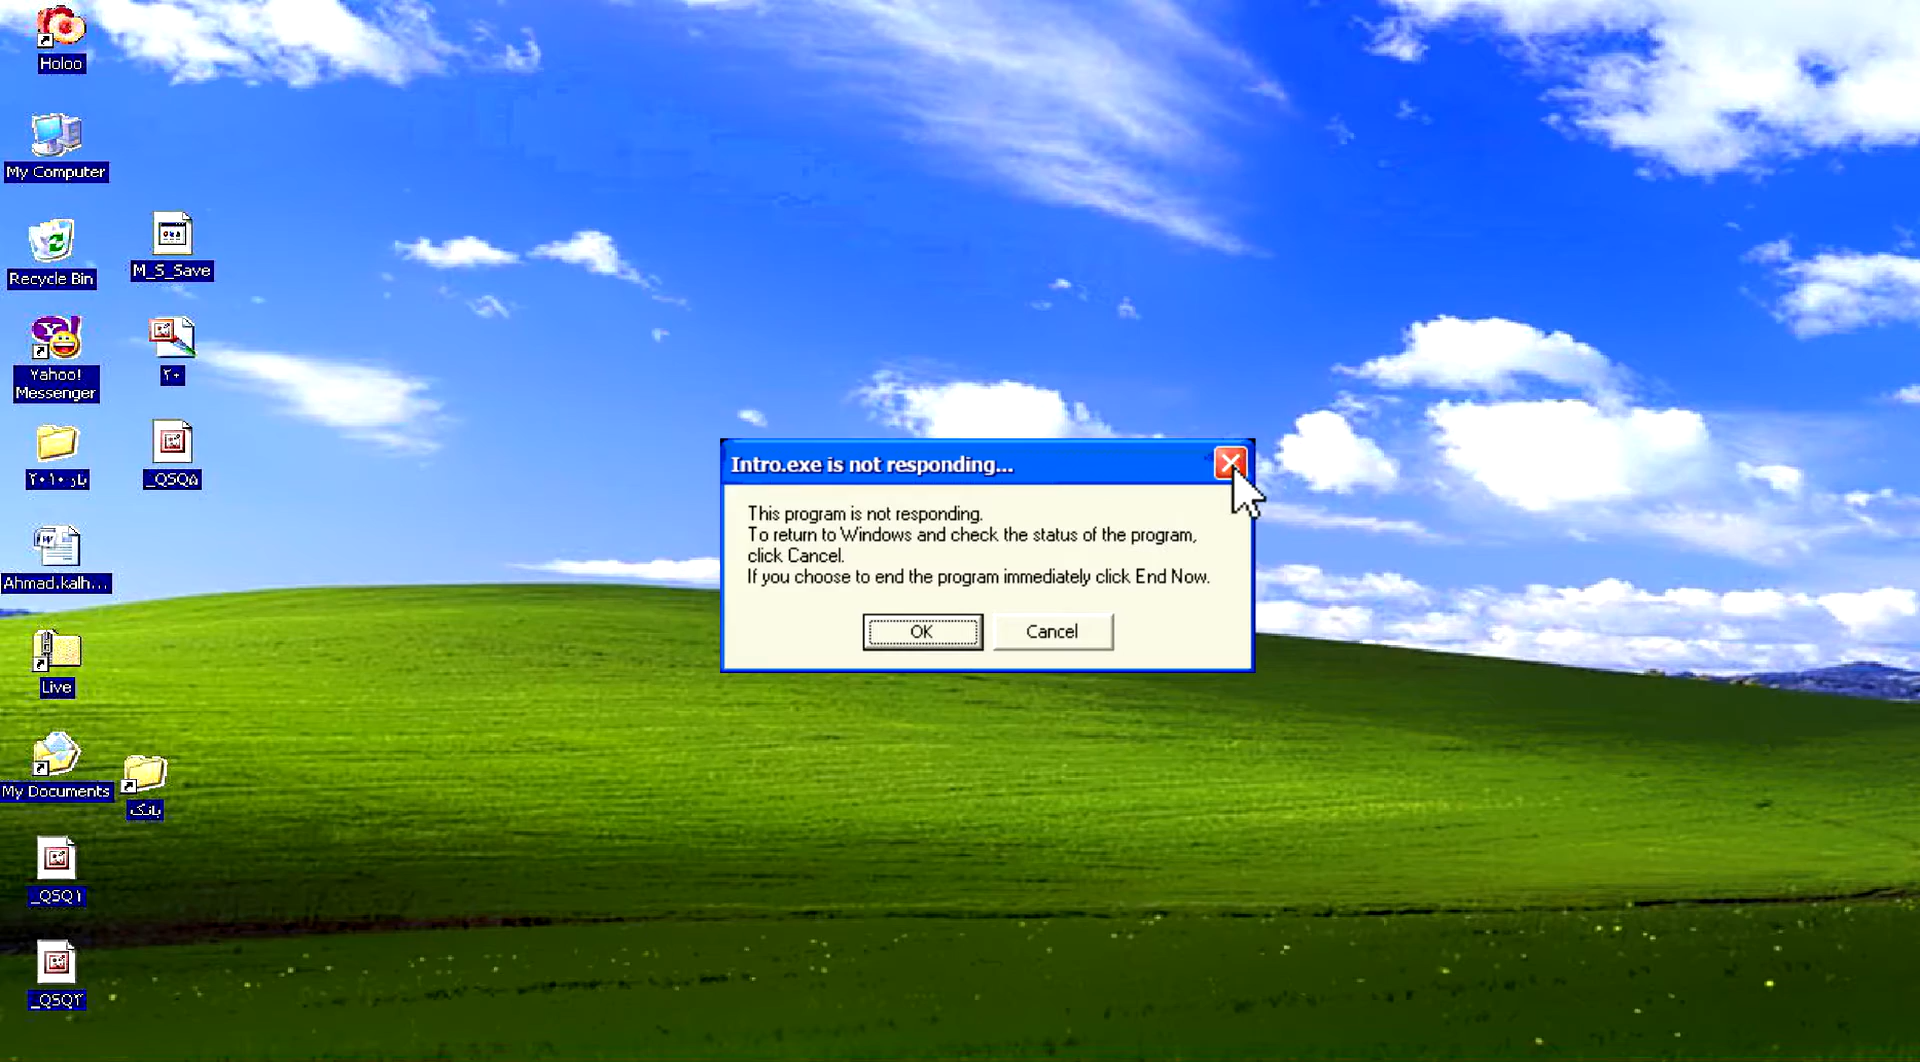 Holoo
My Computer
Recycle Bin
M_S_Save
Yahoo!
Messenger
۲۰
بار ۲۰۱۰
_QSQ۵
Ahmad.kalh...
Live
My Documents
بانک
_QSQ۱
_QSQ۲
Intro.exe is not responding...
This program is not responding.
To return to Windows and check the status of the program,
click Cancel.
If you choose to end the program immediately click End Now.
OK
Cancel